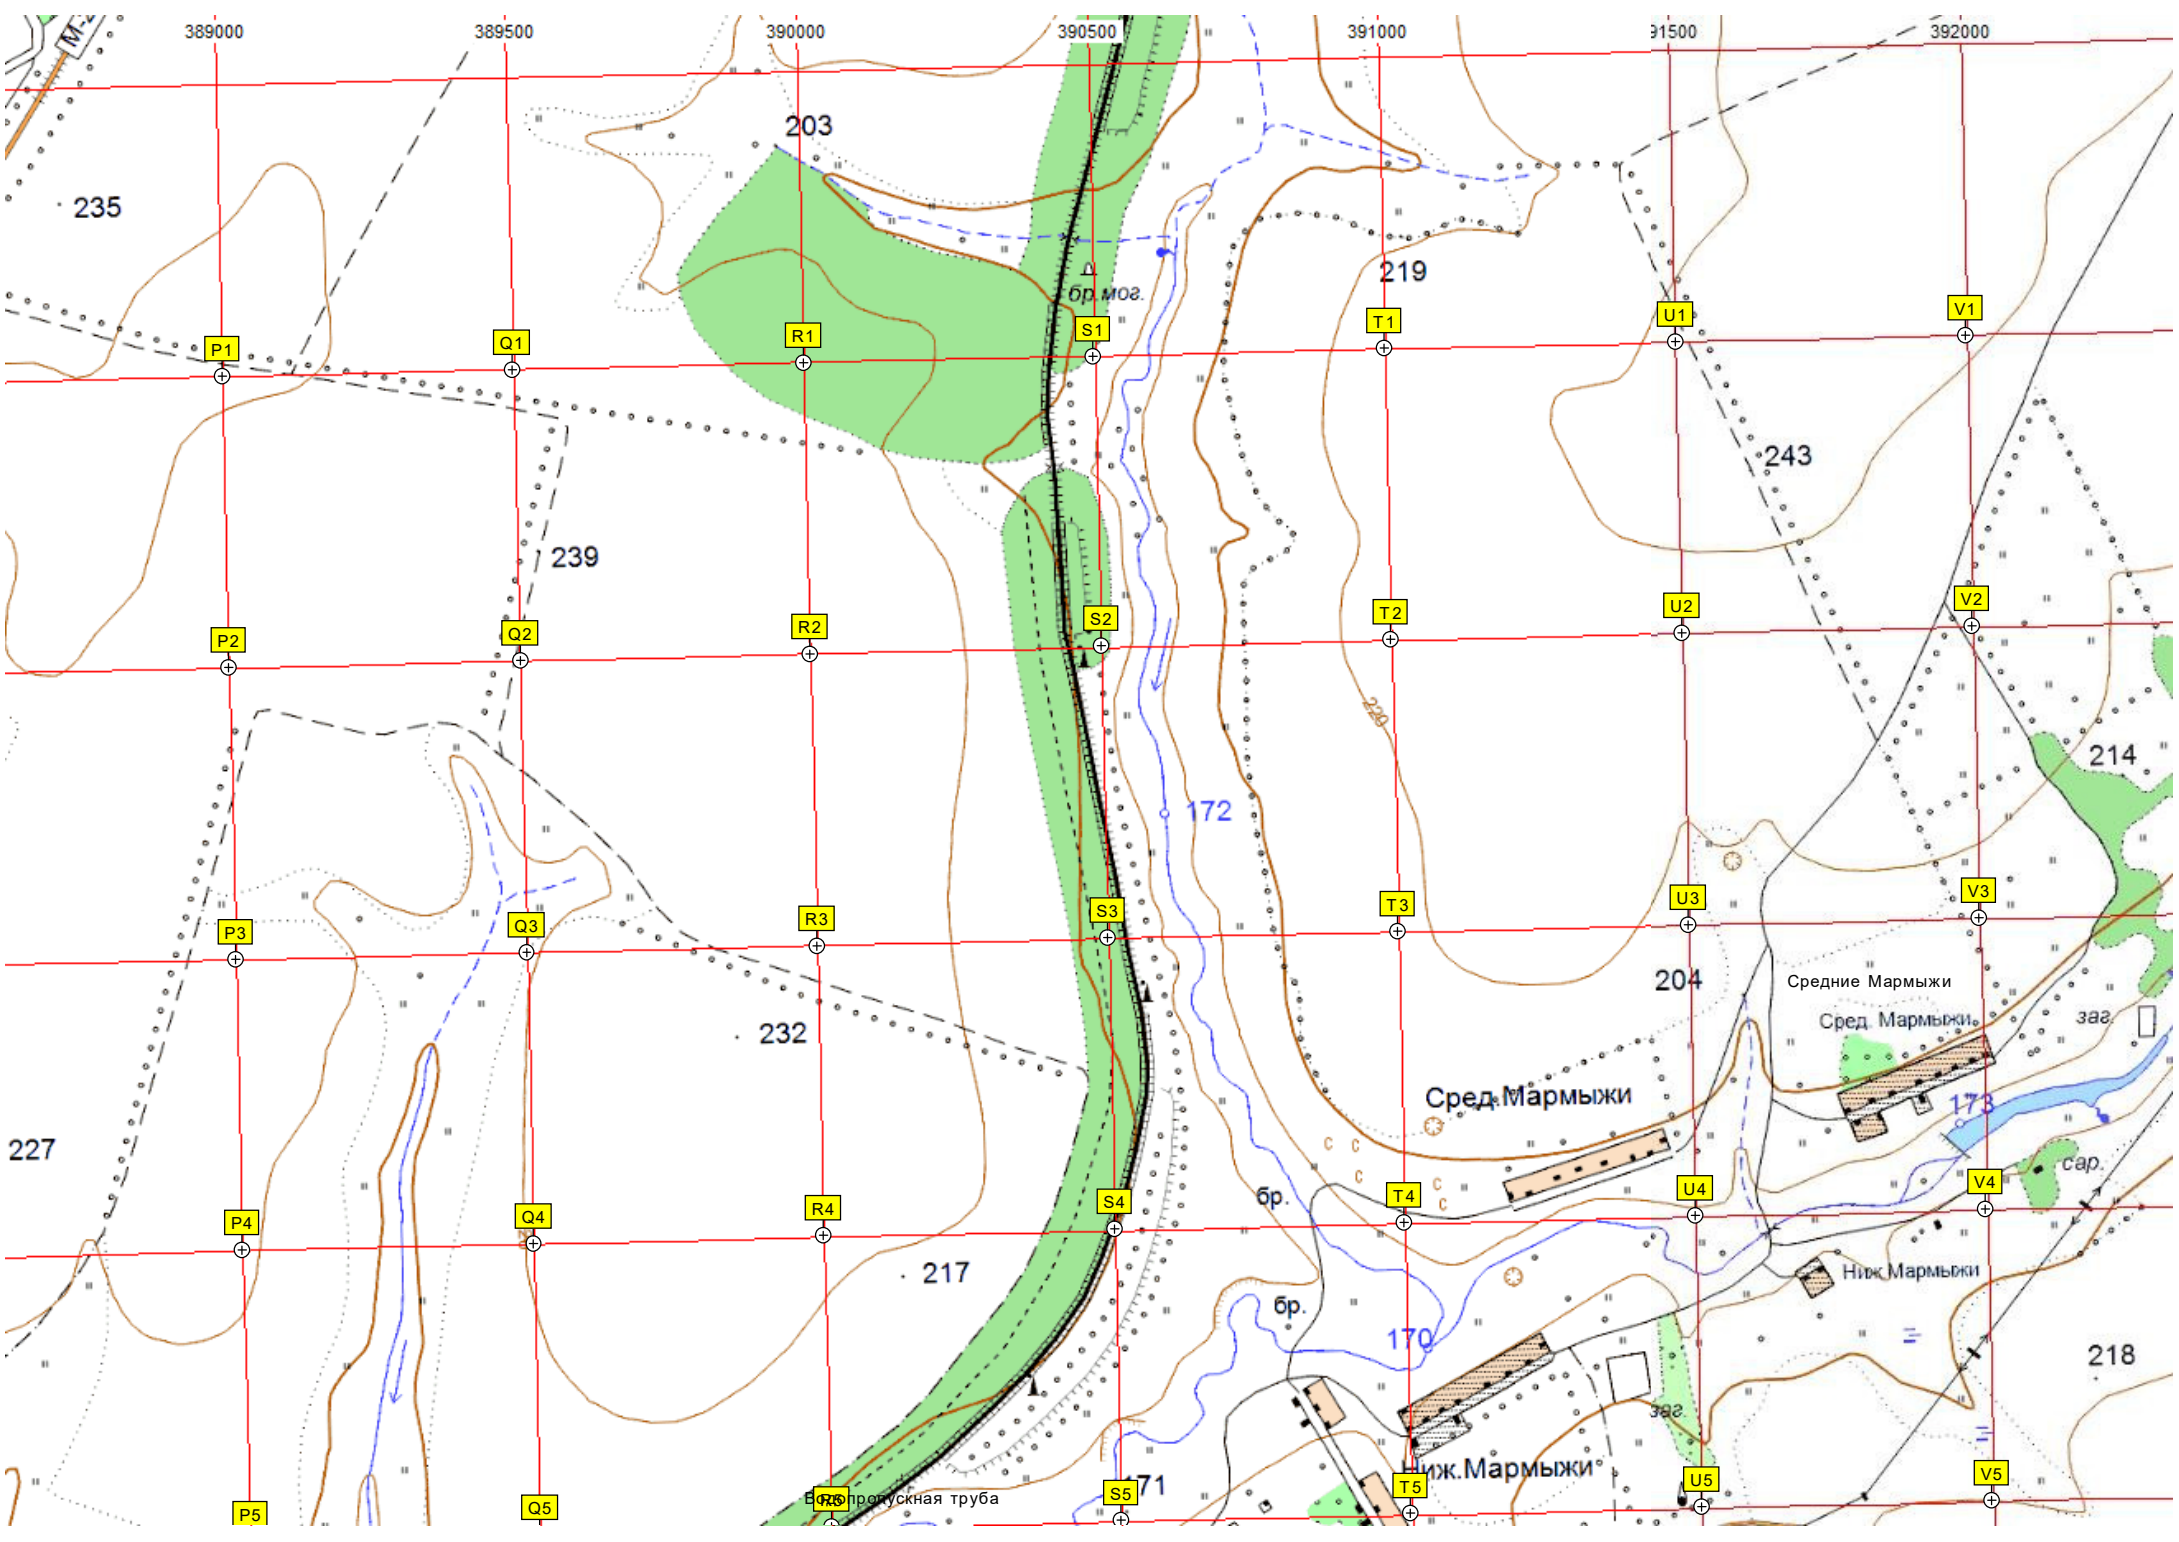 389000 389500 390000 390500 391000 91500 392000
М-2
203
235
219
бр.мог.
P1 Q1 R1 S1 T1 U1 V1
243
239
P2 Q2 R2 S2 T2 U2 V2
220
214
172
P3 Q3 R3 S3 T3 U3 V3
204
Средние Мармыжи
Сред. Мармыжи
заг.
232
Сред.Мармыжи
173
227
сар.
бр.
P4 Q4 R4 S4 T4 U4 V4
217
Ниж.Мармыжи
бр.
170
218
заг.
Ниж.Мармыжи
171
Водопропускная труба
P5 Q5 R5 S5 T5 U5 V5